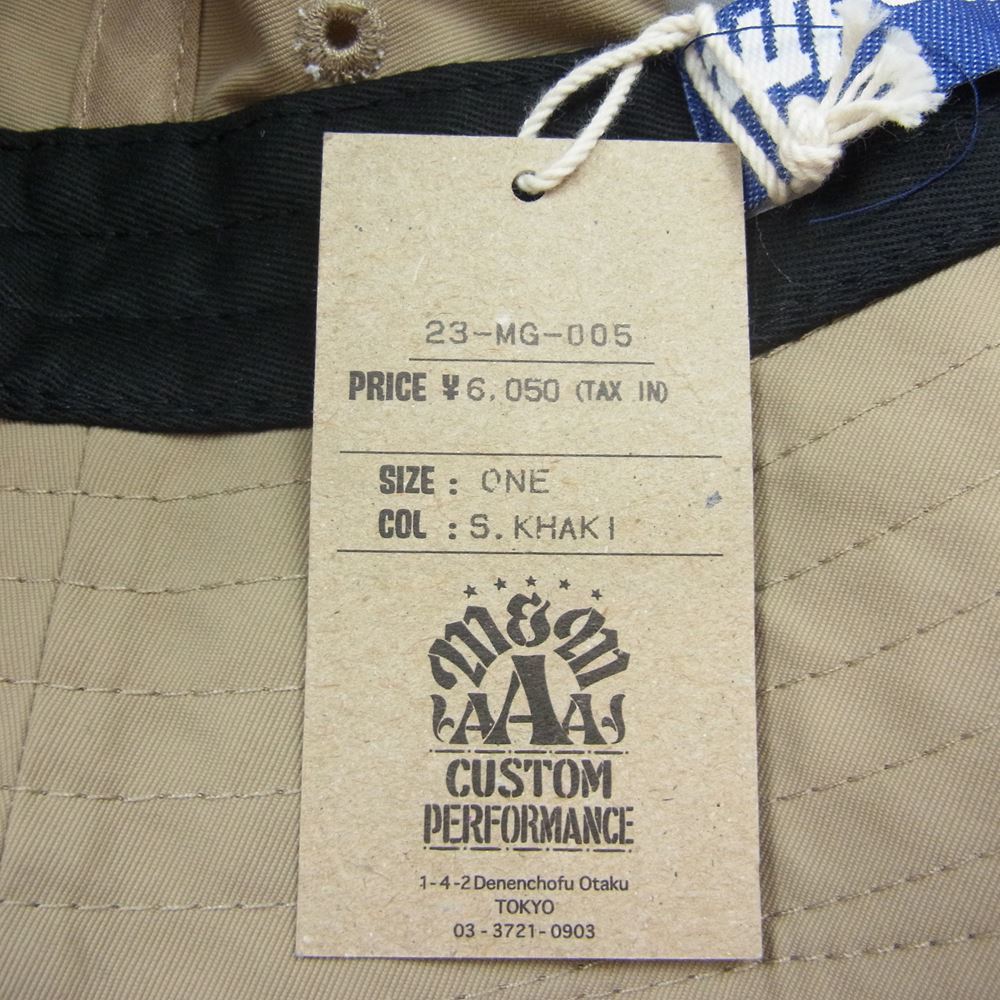 23-MG-005
PRICE ¥6,050 (TAX IN)
SIZE : ONE
COL : S.KHAKI
M&M
AAA
CUSTOM
PERFORMANCE
1-4-2 Denenchofu Otaku
TOKYO
03-3721-0903